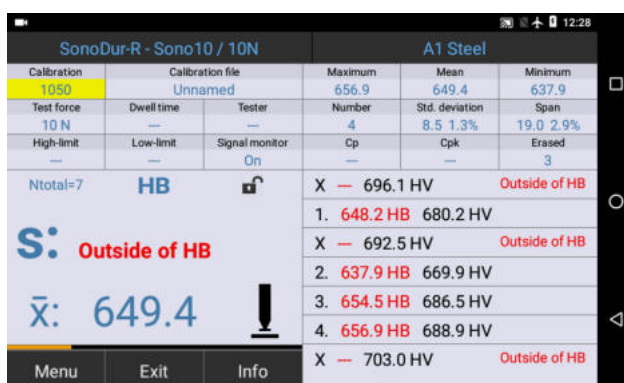 12:28
SonoDur-R - Sono10 / 10N A1 Steel
Calibration Calibration file Maximum Mean Minimum
1050 Unnamed 656.9 649.4 637.9
Test force Dwell time Tester Number Std. deviation Span
10 N --- --- 4 8.5 1.3% 19.0 2.9%
High-limit Low-limit Signal monitor Cp Cpk Erased
--- --- On --- --- 3
Ntotal=7 HB
s: Outside of HB
x̄: 649.4
X --- 696.1 HV Outside of HB
1. 648.2 HB 680.2 HV
X --- 692.5 HV Outside of HB
2. 637.9 HB 669.9 HV
3. 654.5 HB 686.5 HV
4. 656.9 HB 688.9 HV
X --- 703.0 HV Outside of HB
Menu Exit Info